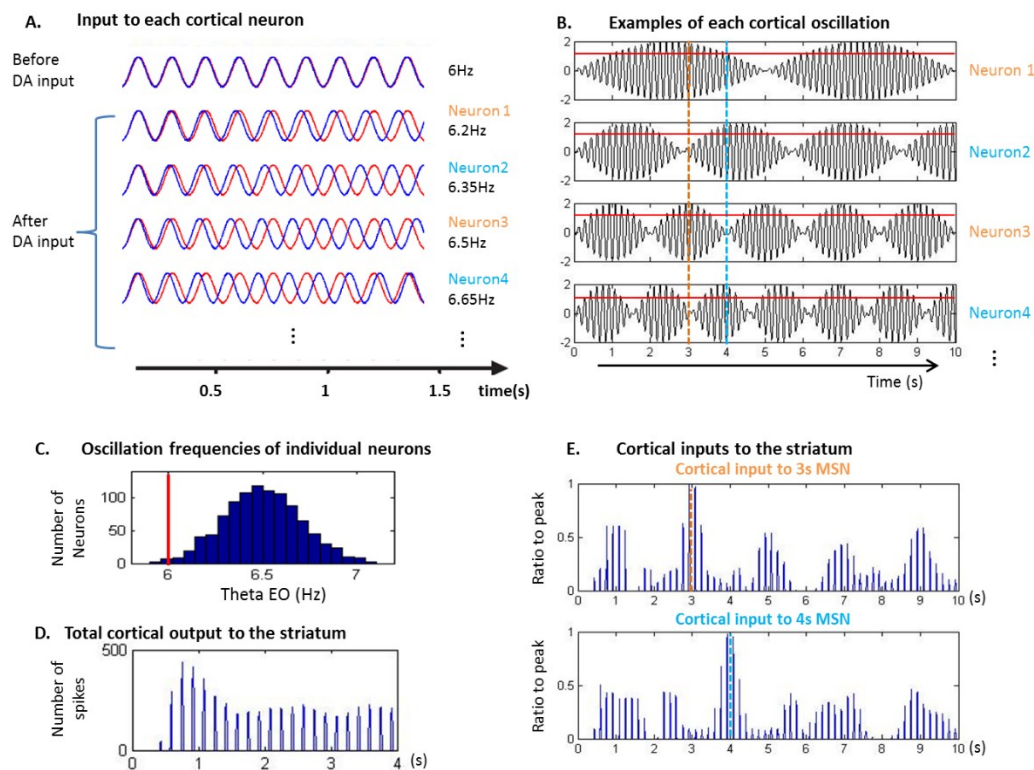 A. Input to each cortical neuron
Before
DA input
6Hz
Neuron 1
6.2Hz
Neuron2
6.35Hz
After
DA input
Neuron3
6.5Hz
Neuron4
6.65Hz
⋮ ⋮
0.5 1 1.5 time(s)
B. Examples of each cortical oscillation
2
0
-2
Neuron 1
2
0
-2
Neuron2
2
0
-2
Neuron3
2
0
-2
Neuron4
0 1 2 3 4 5 6 7 8 9 10
Time (s)
⋮
C. Oscillation frequencies of individual neurons
Number of
Neurons
100
50
0
6 6.5 7
Theta EO (Hz)
D. Total cortical output to the striatum
Number of
spikes
500
0
0 1 2 3 4 (s)
E. Cortical inputs to the striatum
Cortical input to 3s MSN
Ratio to peak
1
0.5
0
0 1 2 3 4 5 6 7 8 9 10 (s)
Cortical input to 4s MSN
Ratio to peak
1
0.5
0
0 1 2 3 4 5 6 7 8 9 10 (s)